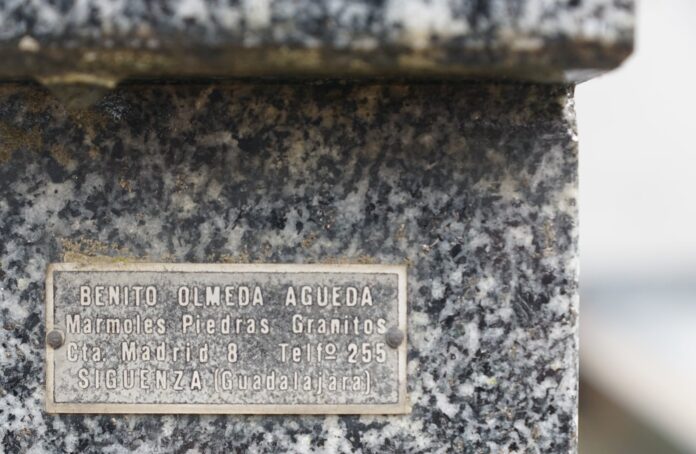 BENITO OLMEDA AGUEDA
Marmoles Piedras Granitos
Cta. Madrid 8 Telfº 255
SIGUENZA (Guadalajara)